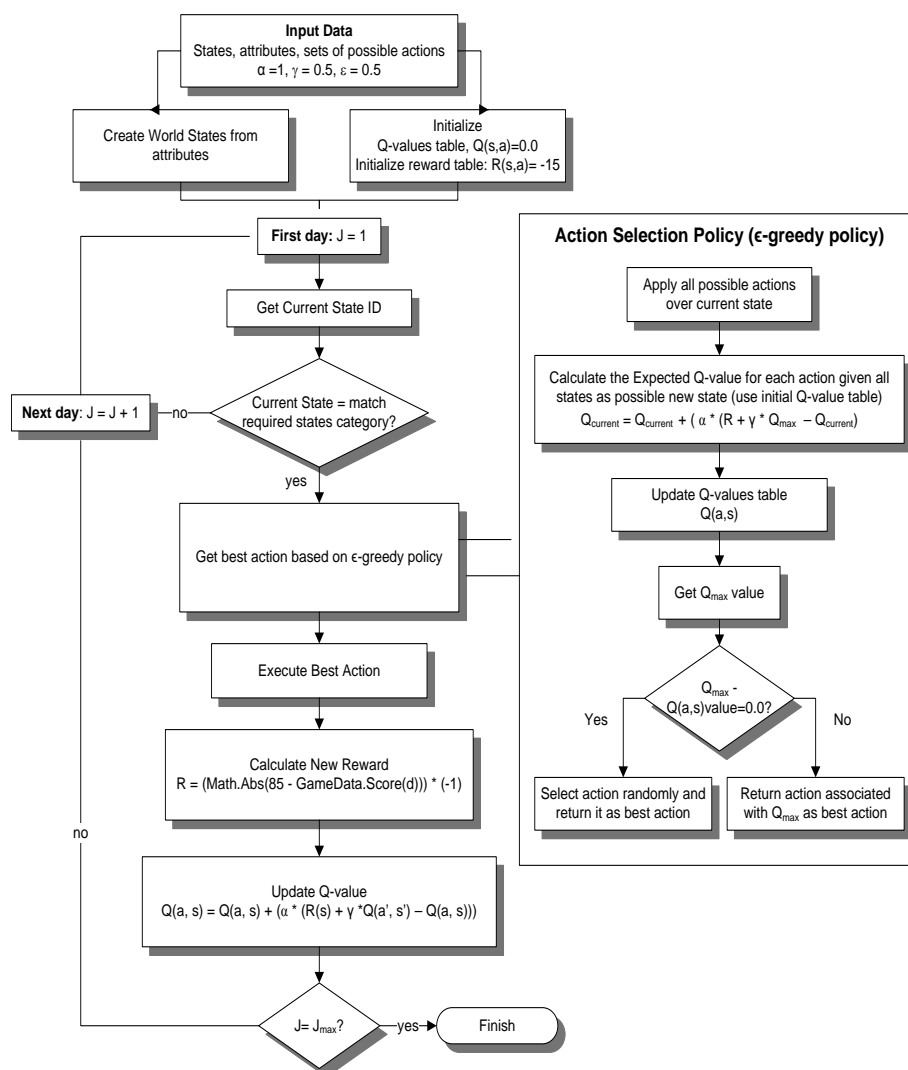 Input Data
States, attributes, sets of possible actions
α =1, γ = 0.5, ε = 0.5
Create World States from
attributes
Initialize
Q-values table, Q(s,a)=0.0
Initialize reward table: R(s,a)= -15
First day: J = 1
Get Current State ID
Current State = match
required states category?
no
Next day: J = J + 1
yes
Get best action based on ϵ-greedy policy
Execute Best Action
Calculate New Reward
R = (Math.Abs(85 - GameData.Score(d))) * (-1)
no
Update Q-value
Q(a, s) = Q(a, s) + (α * (R(s) + γ *Q(a', s') – Q(a, s)))
J= Jmax?
yes
Finish
Action Selection Policy (ϵ-greedy policy)
Apply all possible actions
over current state
Calculate the Expected Q-value for each action given all
states as possible new state (use initial Q-value table)
Qcurrent = Qcurrent + ( α * (R + γ * Qmax – Qcurrent)
Update Q-values table
Q(a,s)
Get Qmax value
Qmax -
Q(a,s)value=0.0?
Yes
No
Select action randomly and
return it as best action
Return action associated
with Qmax as best action